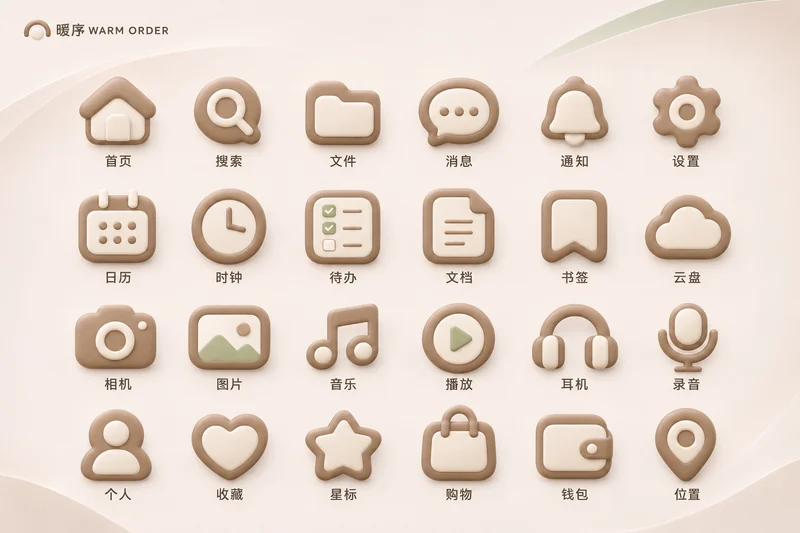 暖序 WARM ORDER
首页 搜索 文件 消息 通知 设置
日历 时钟 待办 文档 书签 云盘
相机 图片 音乐 播放 耳机 录音
个人 收藏 星标 购物 钱包 位置